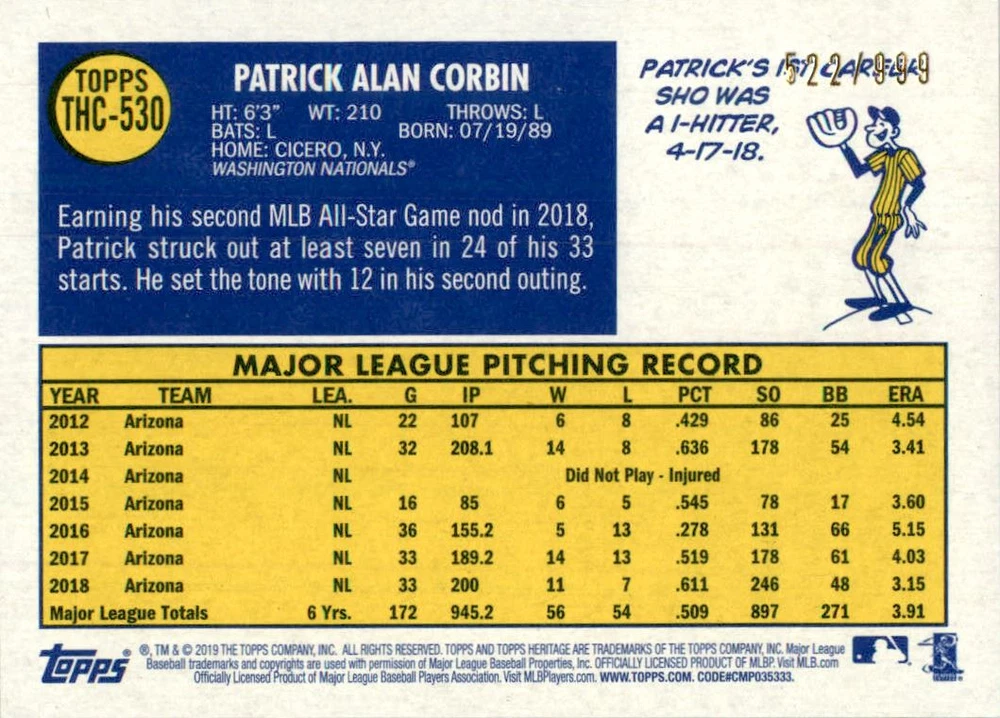 TOPPS
THC-530
PATRICK ALAN CORBIN
HT: 6'3" WT: 210 THROWS: L
BATS: L BORN: 07/19/89
HOME: CICERO, N.Y.
WASHINGTON NATIONALS®
Earning his second MLB All-Star Game nod in 2018,
Patrick struck out at least seven in 24 of his 33
starts. He set the tone with 12 in his second outing.
522/999
PATRICK'S 1ST CAREER
SHO WAS
A 1-HITTER,
4-17-18.
MAJOR LEAGUE PITCHING RECORD
YEAR TEAM LEA. G IP W L PCT SO BB ERA
2012 Arizona NL 22 107 6 8 .429 86 25 4.54
2013 Arizona NL 32 208.1 14 8 .636 178 54 3.41
2014 Arizona NL Did Not Play - Injured
2015 Arizona NL 16 85 6 5 .545 78 17 3.60
2016 Arizona NL 36 155.2 5 13 .278 131 66 5.15
2017 Arizona NL 33 189.2 14 13 .519 178 61 4.03
2018 Arizona NL 33 200 11 7 .611 246 48 3.15
Major League Totals 6 Yrs. 172 945.2 56 54 .509 897 271 3.91
topps® ®, TM & © 2019 THE TOPPS COMPANY, INC. ALL RIGHTS RESERVED. TOPPS AND TOPPS HERITAGE ARE TRADEMARKS OF THE TOPPS COMPANY, INC. Major League
Baseball trademarks and copyrights are used with permission of Major League Baseball Properties, Inc. OFFICIALLY LICENSED PRODUCT OF MLBP. Visit MLB.com
Officially Licensed Product of Major League Baseball Players Association. Visit MLBPlayers.com. WWW.TOPPS.COM. CODE#CMP035333.